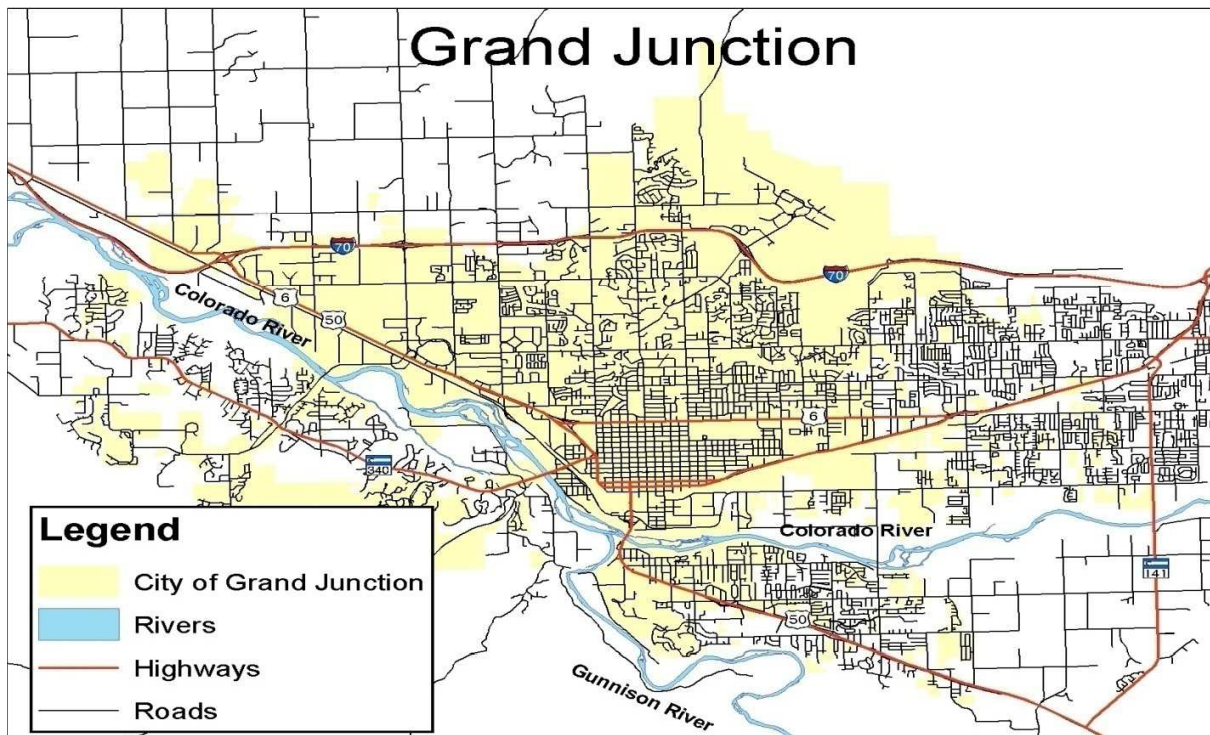 Grand Junction
70
70
6
50
Colorado River
6
340
Colorado River
141
50
Gunnison River
Legend
City of Grand Junction
Rivers
Highways
Roads